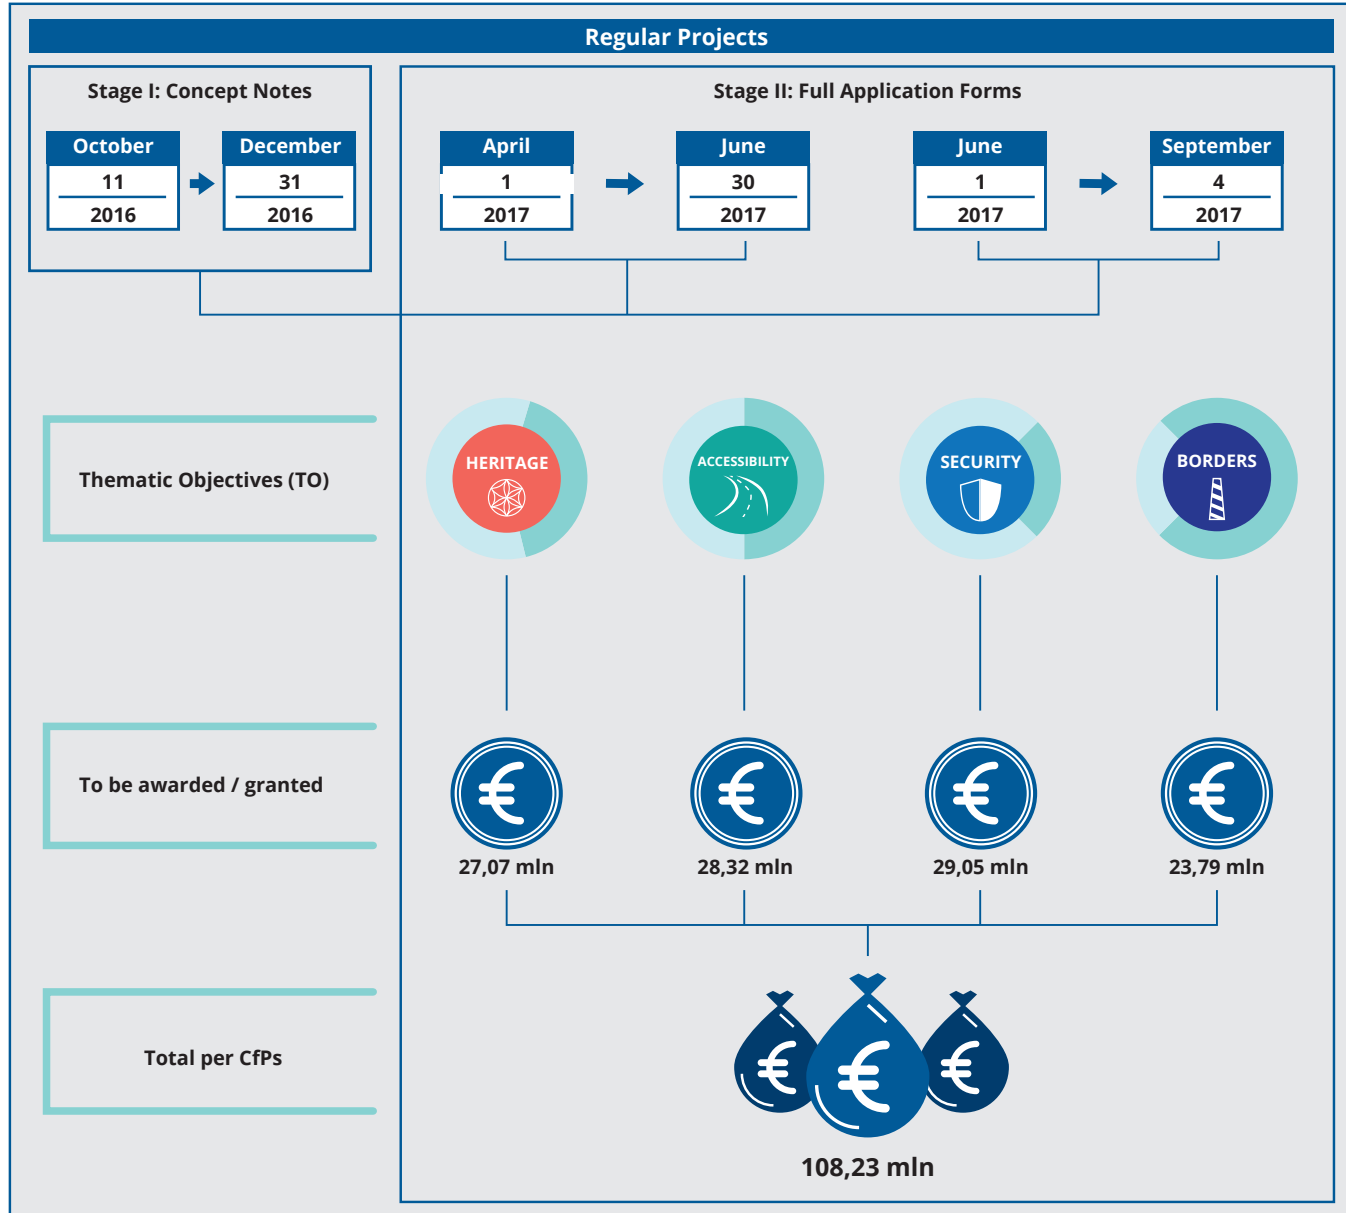 Regular Projects
Stage I: Concept Notes
Stage II: Full Application Forms
October
11
2016
December
31
2016
April
1
2017
June
30
2017
June
1
2017
September
4
2017
Thematic Objectives (TO)
HERITAGE
ACCESSIBILITY
SECURITY
BORDERS
To be awarded / granted
€
€
€
€
27,07 mln
28,32 mln
29,05 mln
23,79 mln
Total per CfPs
€
€
€
108,23 mln